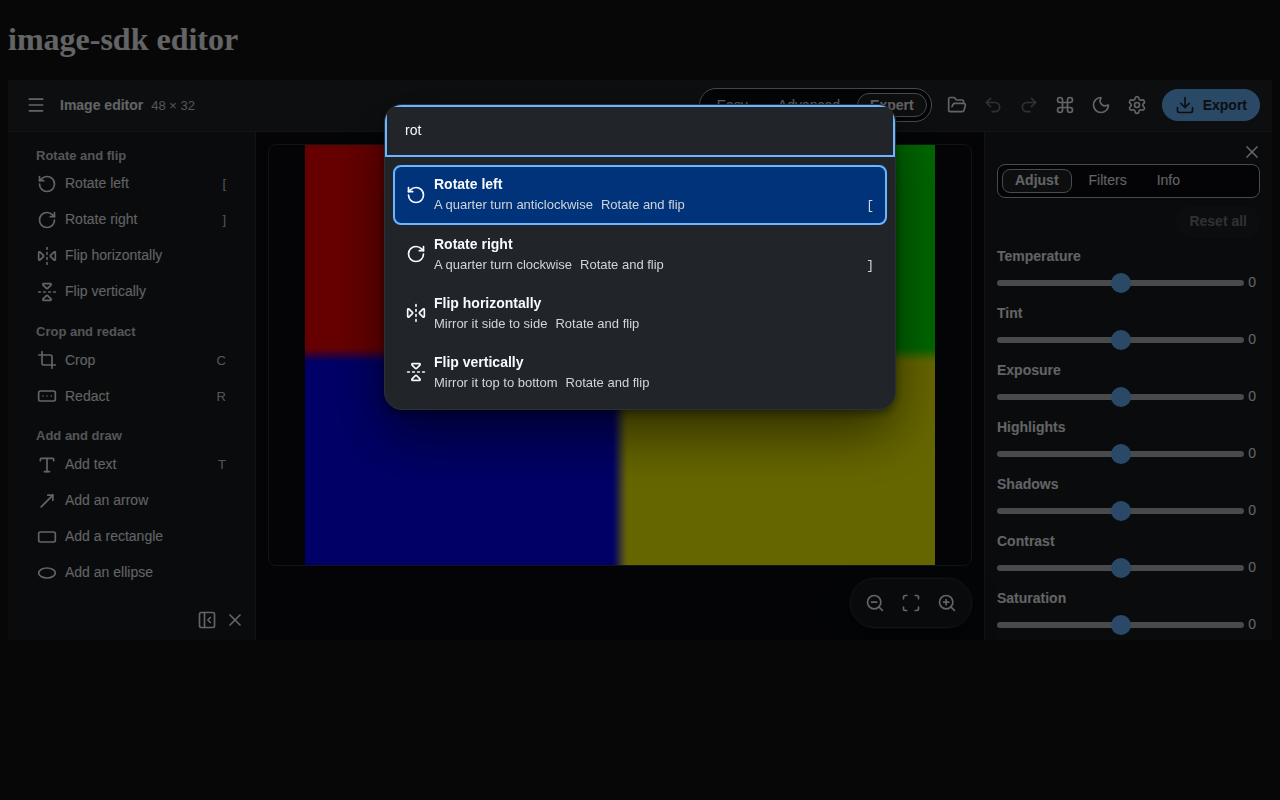 image-sdk editor
Image editor 48 × 32
Expert
Export
rot
Rotate left
A quarter turn anticlockwise Rotate and flip [
Rotate right
A quarter turn clockwise Rotate and flip ]
Flip horizontally
Mirror it side to side Rotate and flip
Flip vertically
Mirror it top to bottom Rotate and flip
Rotate and flip
Rotate left [
Rotate right ]
Flip horizontally
Flip vertically
Crop and redact
Crop C
Redact R
Add and draw
Add text T
Add an arrow
Add a rectangle
Add an ellipse
Adjust Filters Info
Reset all
Temperature
0
Tint
0
Exposure
0
Highlights
0
Shadows
0
Contrast
0
Saturation
0